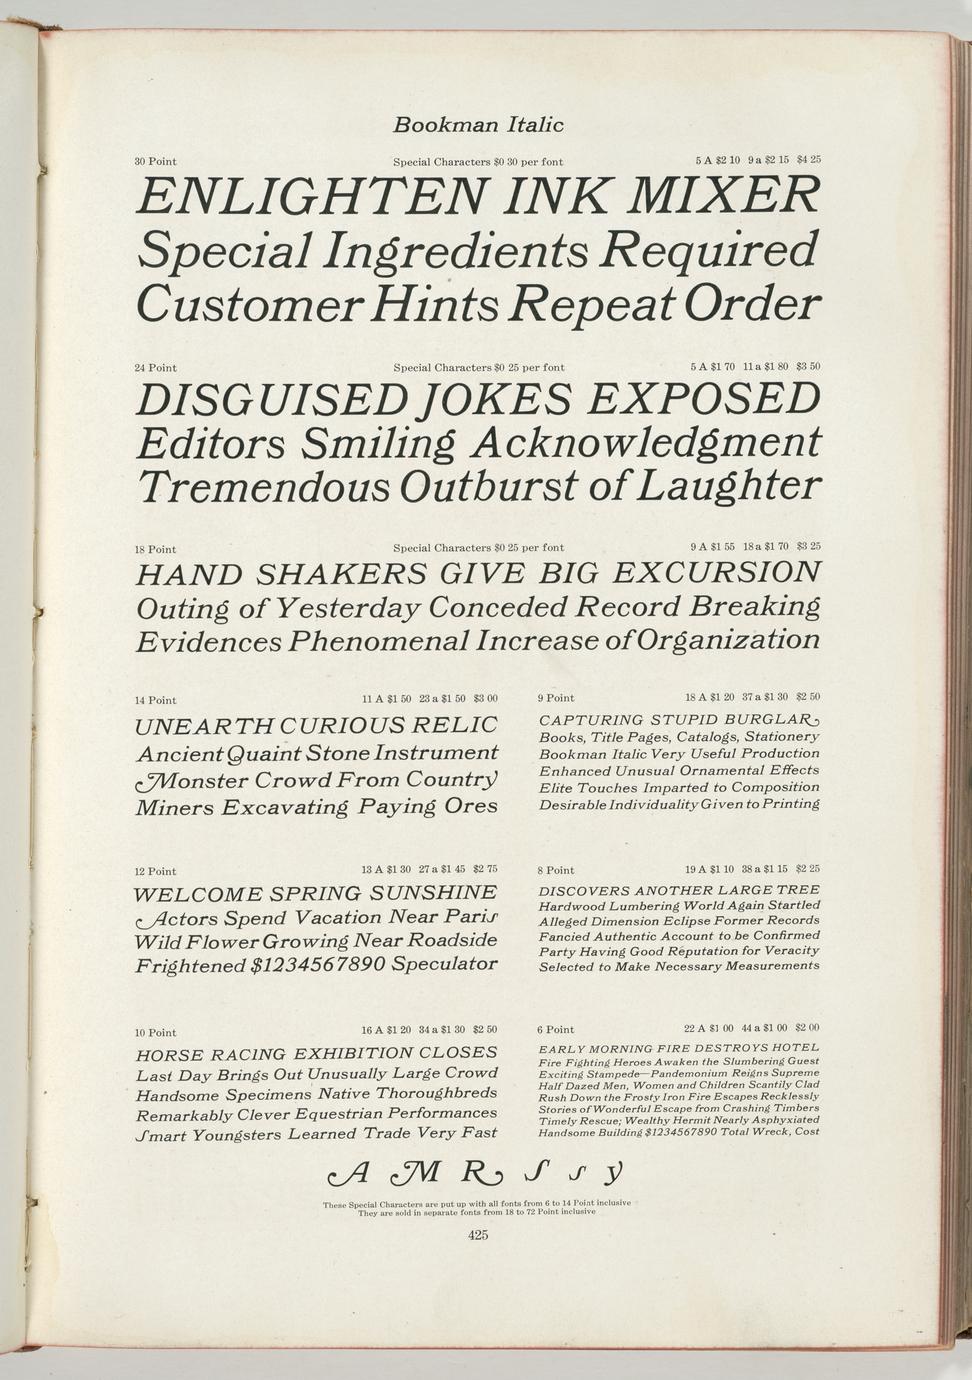 Bookman Italic
30 Point Special Characters $0 30 per font 5 A $2 10 9 a $2 15 $4 25
ENLIGHTEN INK MIXER
Special Ingredients Required
Customer Hints Repeat Order
24 Point Special Characters $0 25 per font 5 A $1 70 11 a $1 80 $3 50
DISGUISED JOKES EXPOSED
Editors Smiling Acknowledgment
Tremendous Outburst of Laughter
18 Point Special Characters $0 25 per font 9 A $1 55 18 a $1 70 $3 25
HAND SHAKERS GIVE BIG EXCURSION
Outing of Yesterday Conceded Record Breaking
Evidences Phenomenal Increase of Organization
14 Point 11 A $1 50 23 a $1 50 $3 00
UNEARTH CURIOUS RELIC
Ancient Quaint Stone Instrument
Monster Crowd From Country
Miners Excavating Paying Ores
12 Point 13 A $1 30 27 a $1 45 $2 75
WELCOME SPRING SUNSHINE
Actors Spend Vacation Near Paris
Wild Flower Growing Near Roadside
Frightened $1234567890 Speculator
10 Point 16 A $1 20 34 a $1 30 $2 50
HORSE RACING EXHIBITION CLOSES
Last Day Brings Out Unusually Large Crowd
Handsome Specimens Native Thoroughbreds
Remarkably Clever Equestrian Performances
Smart Youngsters Learned Trade Very Fast
9 Point 18 A $1 20 37 a $1 30 $2 50
CAPTURING STUPID BURGLAR
Books, Title Pages, Catalogs, Stationery
Bookman Italic Very Useful Production
Enhanced Unusual Ornamental Effects
Elite Touches Imparted to Composition
Desirable Individuality Given to Printing
8 Point 19 A $1 10 38 a $1 15 $2 25
DISCOVERS ANOTHER LARGE TREE
Hardwood Lumbering World Again Startled
Alleged Dimension Eclipse Former Records
Fancied Authentic Account to be Confirmed
Party Having Good Reputation for Veracity
Selected to Make Necessary Measurements
6 Point 22 A $1 00 44 a $1 00 $2 00
EARLY MORNING FIRE DESTROYS HOTEL
Fire Fighting Heroes Awaken the Slumbering Guest
Exciting Stampede—Pandemonium Reigns Supreme
Half Dazed Men, Women and Children Scantily Clad
Rush Down the Frosty Iron Fire Escapes Recklessly
Stories of Wonderful Escape from Crashing Timbers
Timely Rescue; Wealthy Hermit Nearly Asphyxiated
Handsome Building $1234567890 Total Wreck, Cost
A M R S s y
These Special Characters are put up with all fonts from 6 to 14 Point inclusive
They are sold in separate fonts from 18 to 72 Point inclusive
425